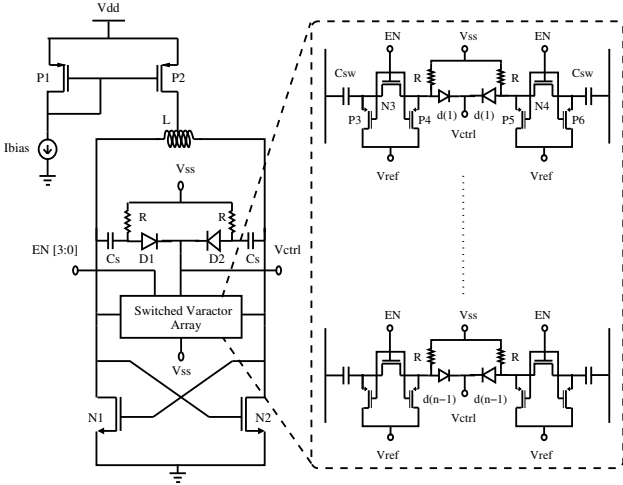 Vdd
P1
P2
L
Ibias
Vss
R
R
EN [3:0]
Cs
D1
D2
Cs
Vctrl
Switched Varactor
Array
Vss
N1
N2
EN
Vss
EN
Csw
R
R
Csw
N3
N4
P3
P4
d(1)
d(1)
P5
P6
Vctrl
Vref
Vref
EN
Vss
EN
R
R
d(n−1)
d(n−1)
Vctrl
Vref
Vref